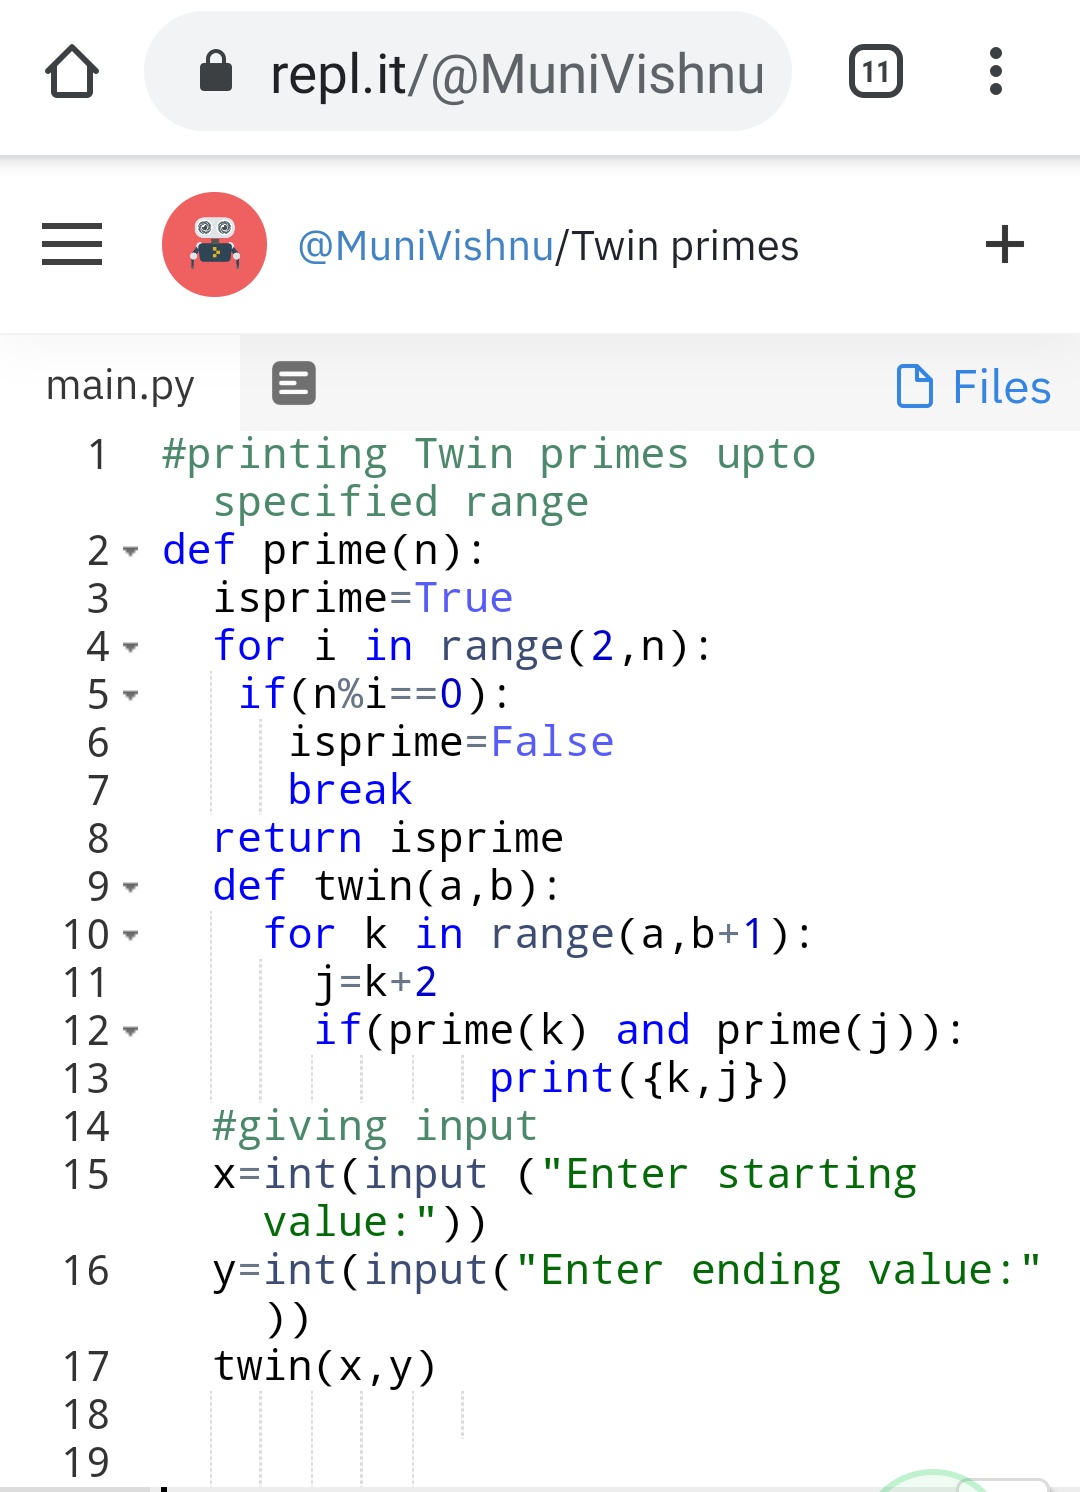 repl.it/@MuniVishnu
11
@MuniVishnu/Twin primes
+
main.py
Files
1 #printing Twin primes upto
specified range
2 def prime(n):
3 isprime=True
4 for i in range(2,n):
5 if(n%i==0):
6 isprime=False
7 break
8 return isprime
9 def twin(a,b):
10 for k in range(a,b+1):
11 j=k+2
12 if(prime(k) and prime(j)):
13 print({k,j})
14 #giving input
15 x=int(input ("Enter starting
value:"))
16 y=int(input("Enter ending value:"
))
17 twin(x,y)
18
19